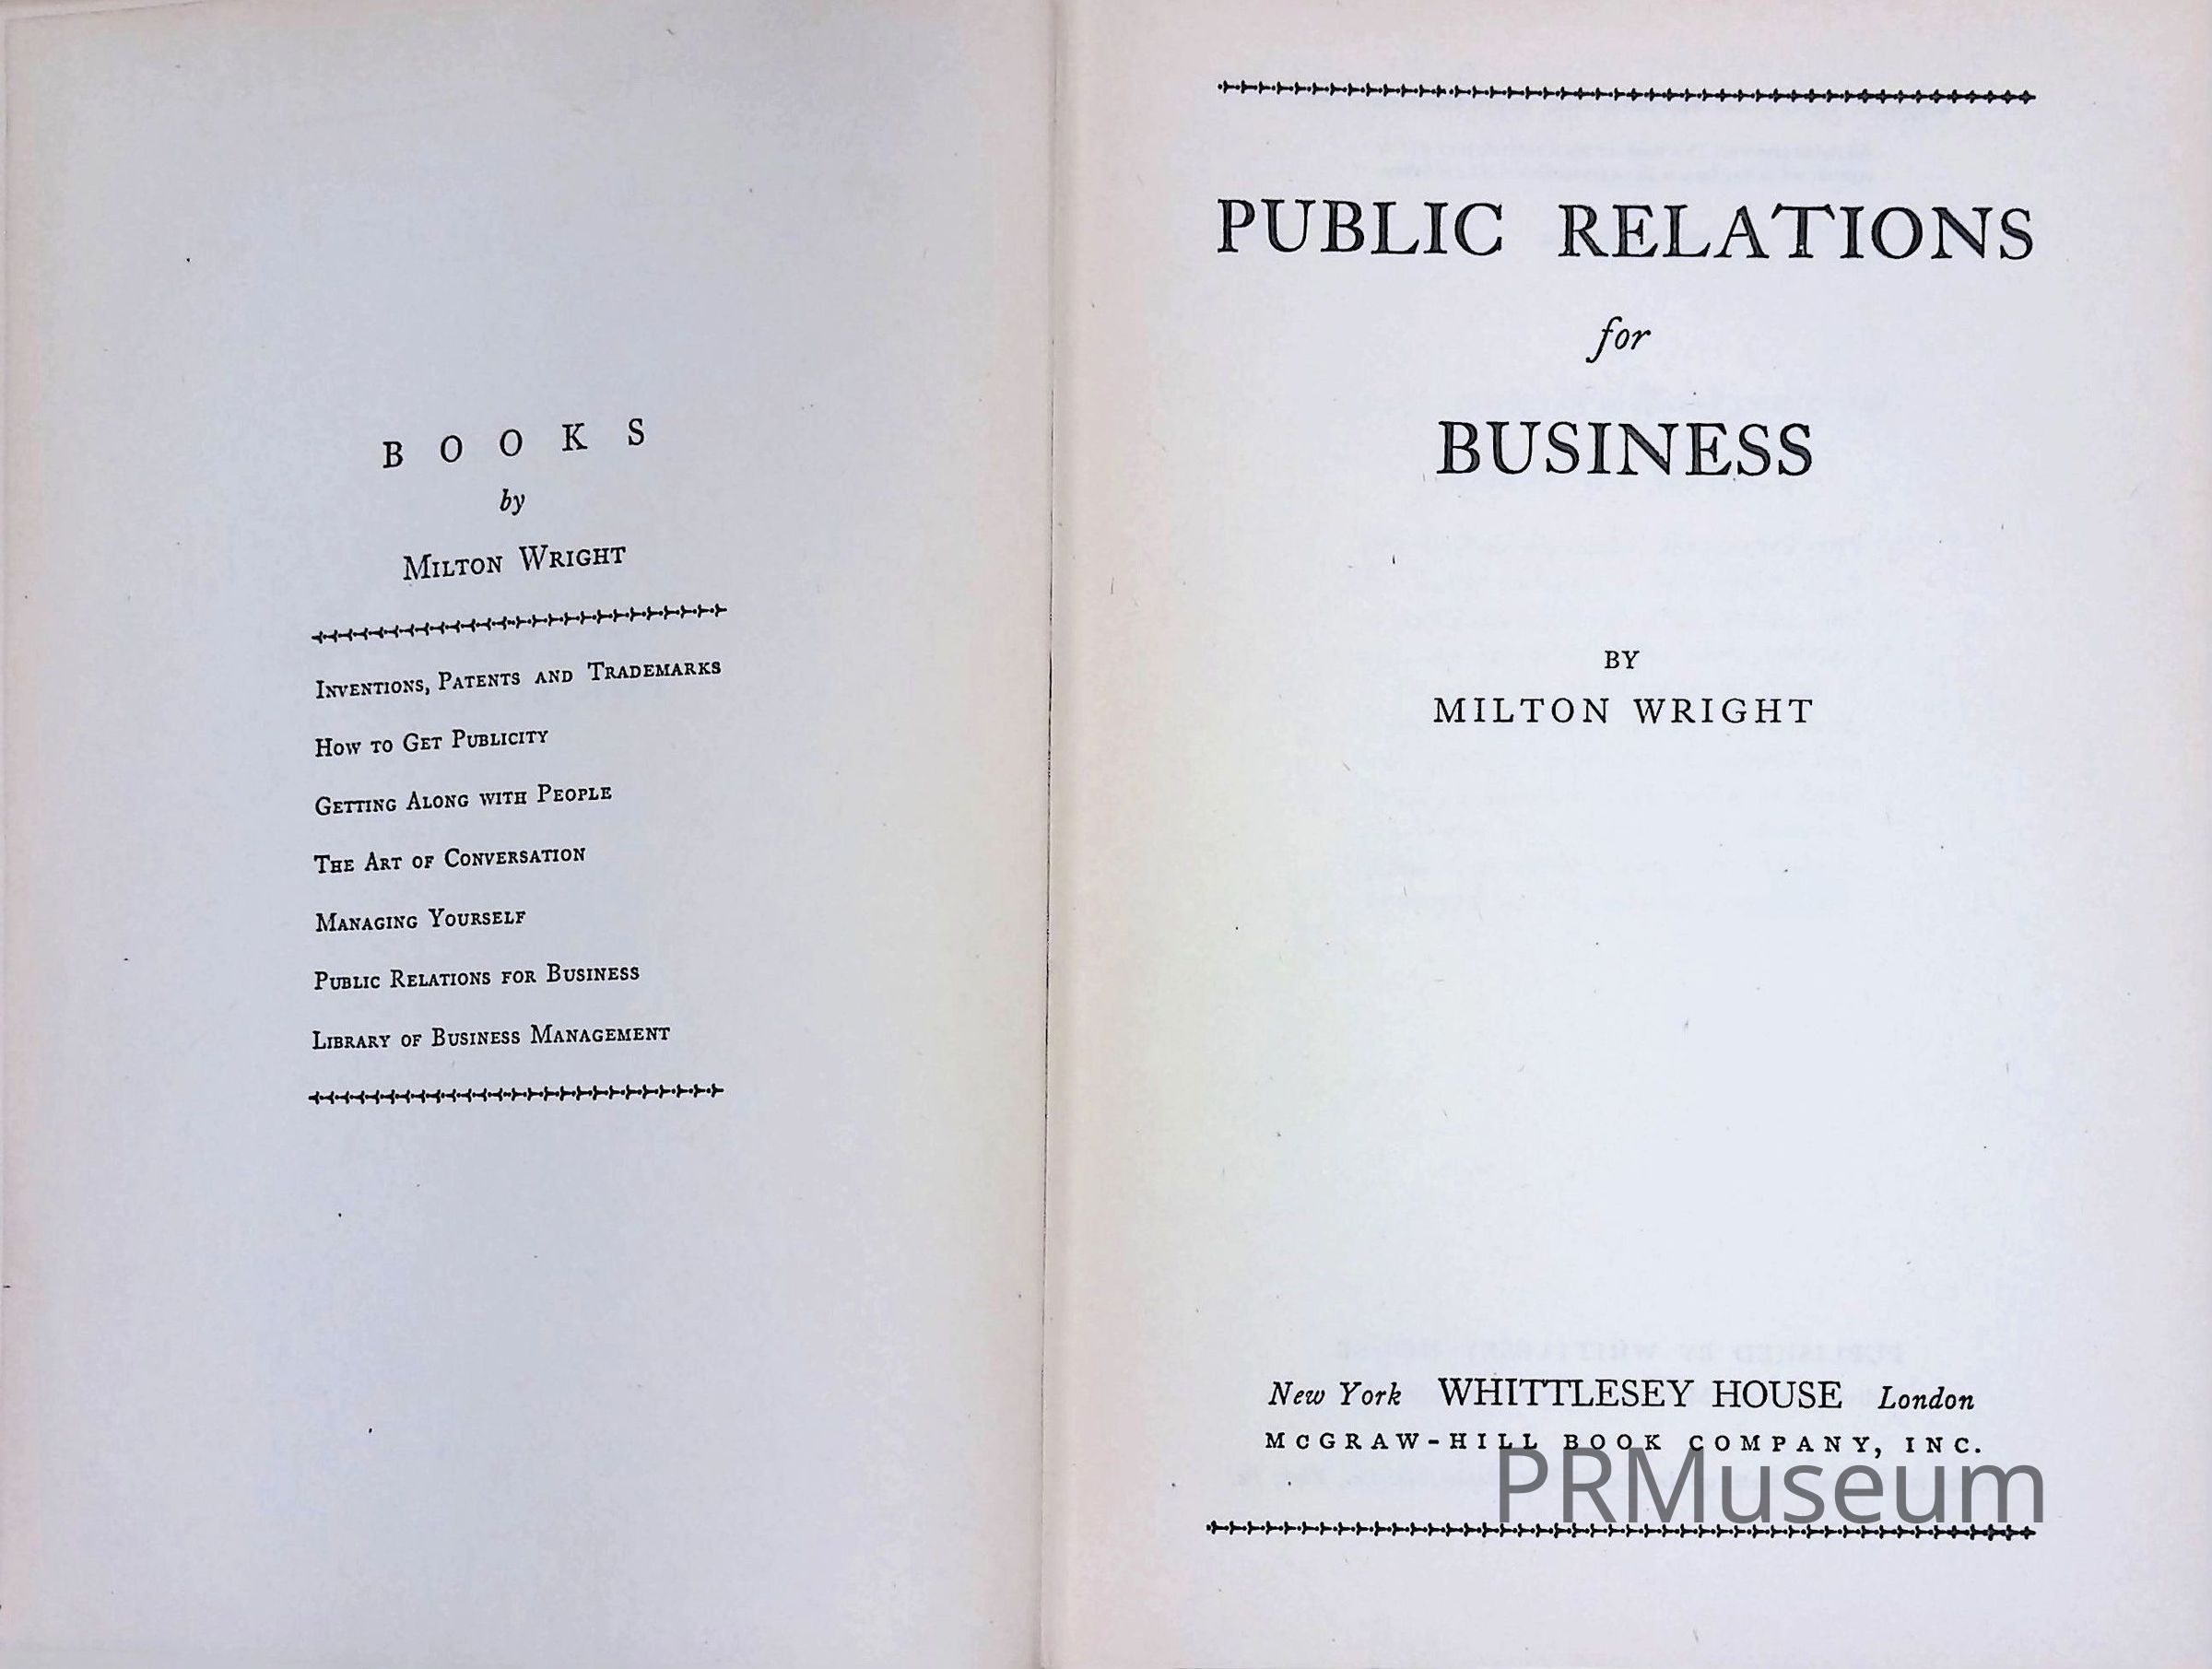 BOOKS
by
MILTON WRIGHT
INVENTIONS, PATENTS AND TRADEMARKS
HOW TO GET PUBLICITY
GETTING ALONG WITH PEOPLE
THE ART OF CONVERSATION
MANAGING YOURSELF
PUBLIC RELATIONS FOR BUSINESS
LIBRARY OF BUSINESS MANAGEMENT
PUBLIC RELATIONS
for
BUSINESS
BY
MILTON WRIGHT
New York WHITTLESEY HOUSE London
MCGRAW-HILL BOOK COMPANY, INC.
PRMuseum